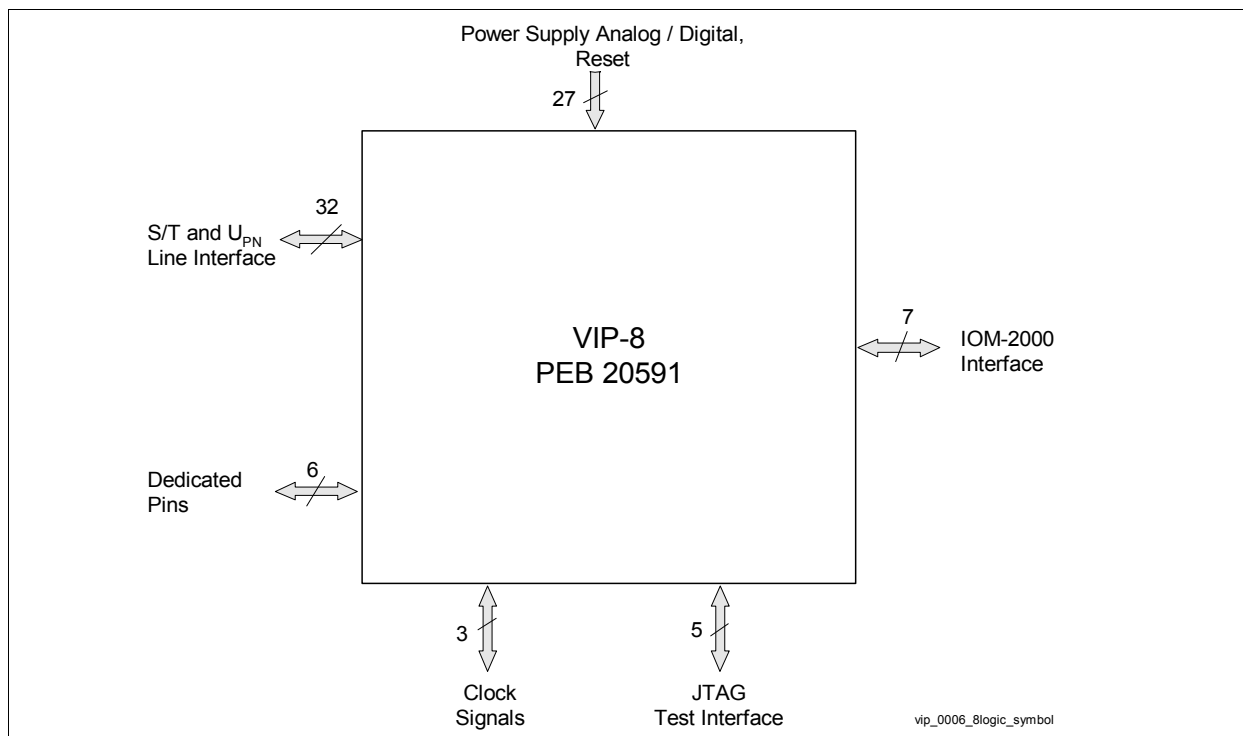 Power Supply Analog / Digital,
Reset
27
32
S/T and UPN
Line Interface
7
IOM-2000
Interface
VIP-8
PEB 20591
6
Dedicated
Pins
3
5
Clock
Signals
JTAG
Test Interface
vip_0006_8logic_symbol